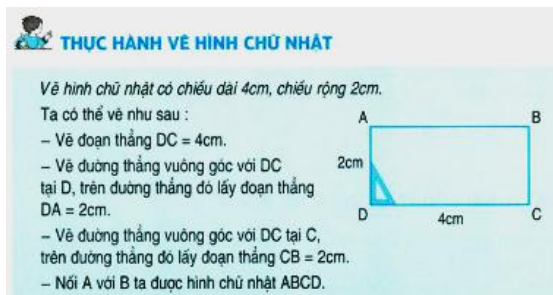 THỰC HÀNH VẼ HÌNH CHỮ NHẬT
Vẽ hình chữ nhật có chiều dài 4cm, chiều rộng 2cm.
Ta có thể vẽ như sau :
– Vẽ đoạn thẳng DC = 4cm.
– Vẽ đường thẳng vuông góc với DC
tại D, trên đường thẳng đó lấy đoạn thẳng
DA = 2cm.
– Vẽ đường thẳng vuông góc với DC tại C,
trên đường thẳng đó lấy đoạn thẳng CB = 2cm.
– Nối A với B ta được hình chữ nhật ABCD.
A
B
2cm
D
4cm
C